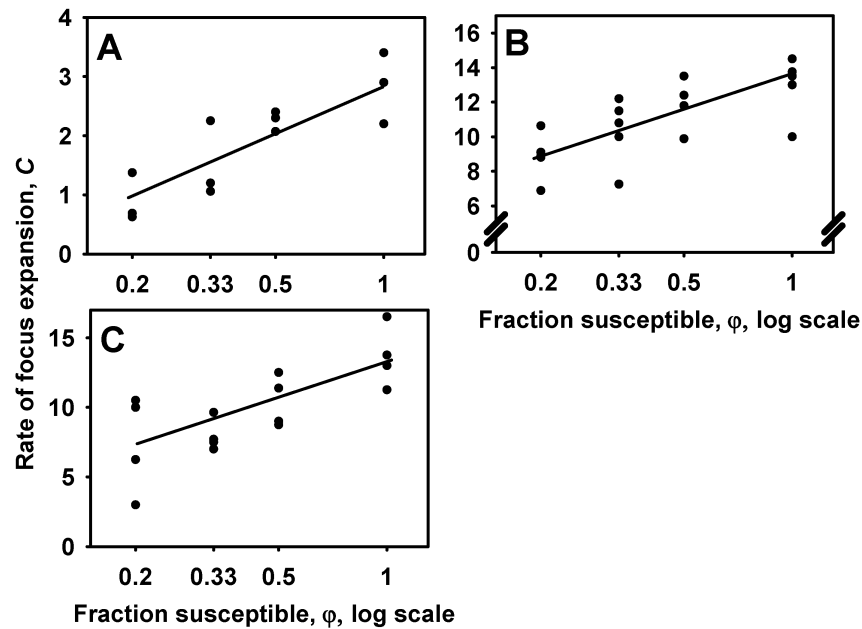 Rate of focus expansion, C
A
4
3
2
1
0
0.2 0.33 0.5 1
B
16
14
12
10
8
6
0
0.2 0.33 0.5 1
Fraction susceptible, φ, log scale
C
15
10
5
0
0.2 0.33 0.5 1
Fraction susceptible, φ, log scale